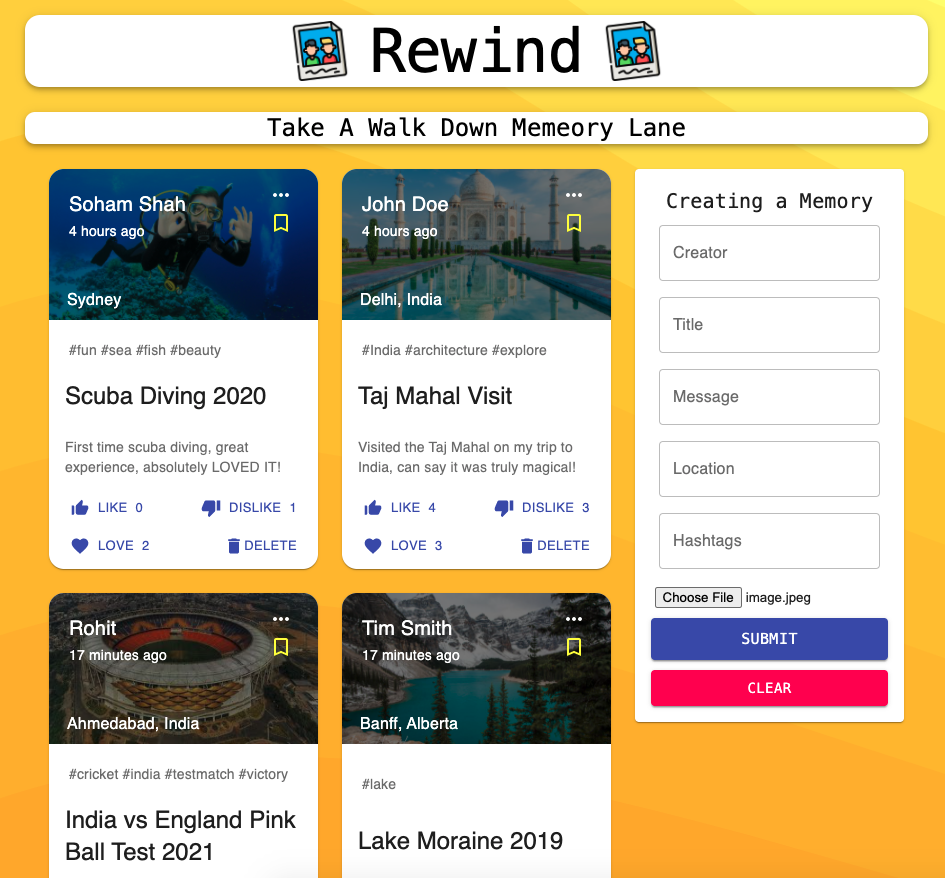 Rewind
Take A Walk Down Memeory Lane
Soham Shah
4 hours ago
Sydney
#fun #sea #fish #beauty
Scuba Diving 2020
First time scuba diving, great
experience, absolutely LOVED IT!
LIKE 0
DISLIKE 1
LOVE 2
DELETE
John Doe
4 hours ago
Delhi, India
#India #architecture #explore
Taj Mahal Visit
Visited the Taj Mahal on my trip to
India, can say it was truly magical!
LIKE 4
DISLIKE 3
LOVE 3
DELETE
Rohit
17 minutes ago
Ahmedabad, India
#cricket #india #testmatch #victory
India vs England Pink
Ball Test 2021
Tim Smith
17 minutes ago
Banff, Alberta
#lake
Lake Moraine 2019
Creating a Memory
Creator
Title
Message
Location
Hashtags
Choose File image.jpeg
SUBMIT
CLEAR